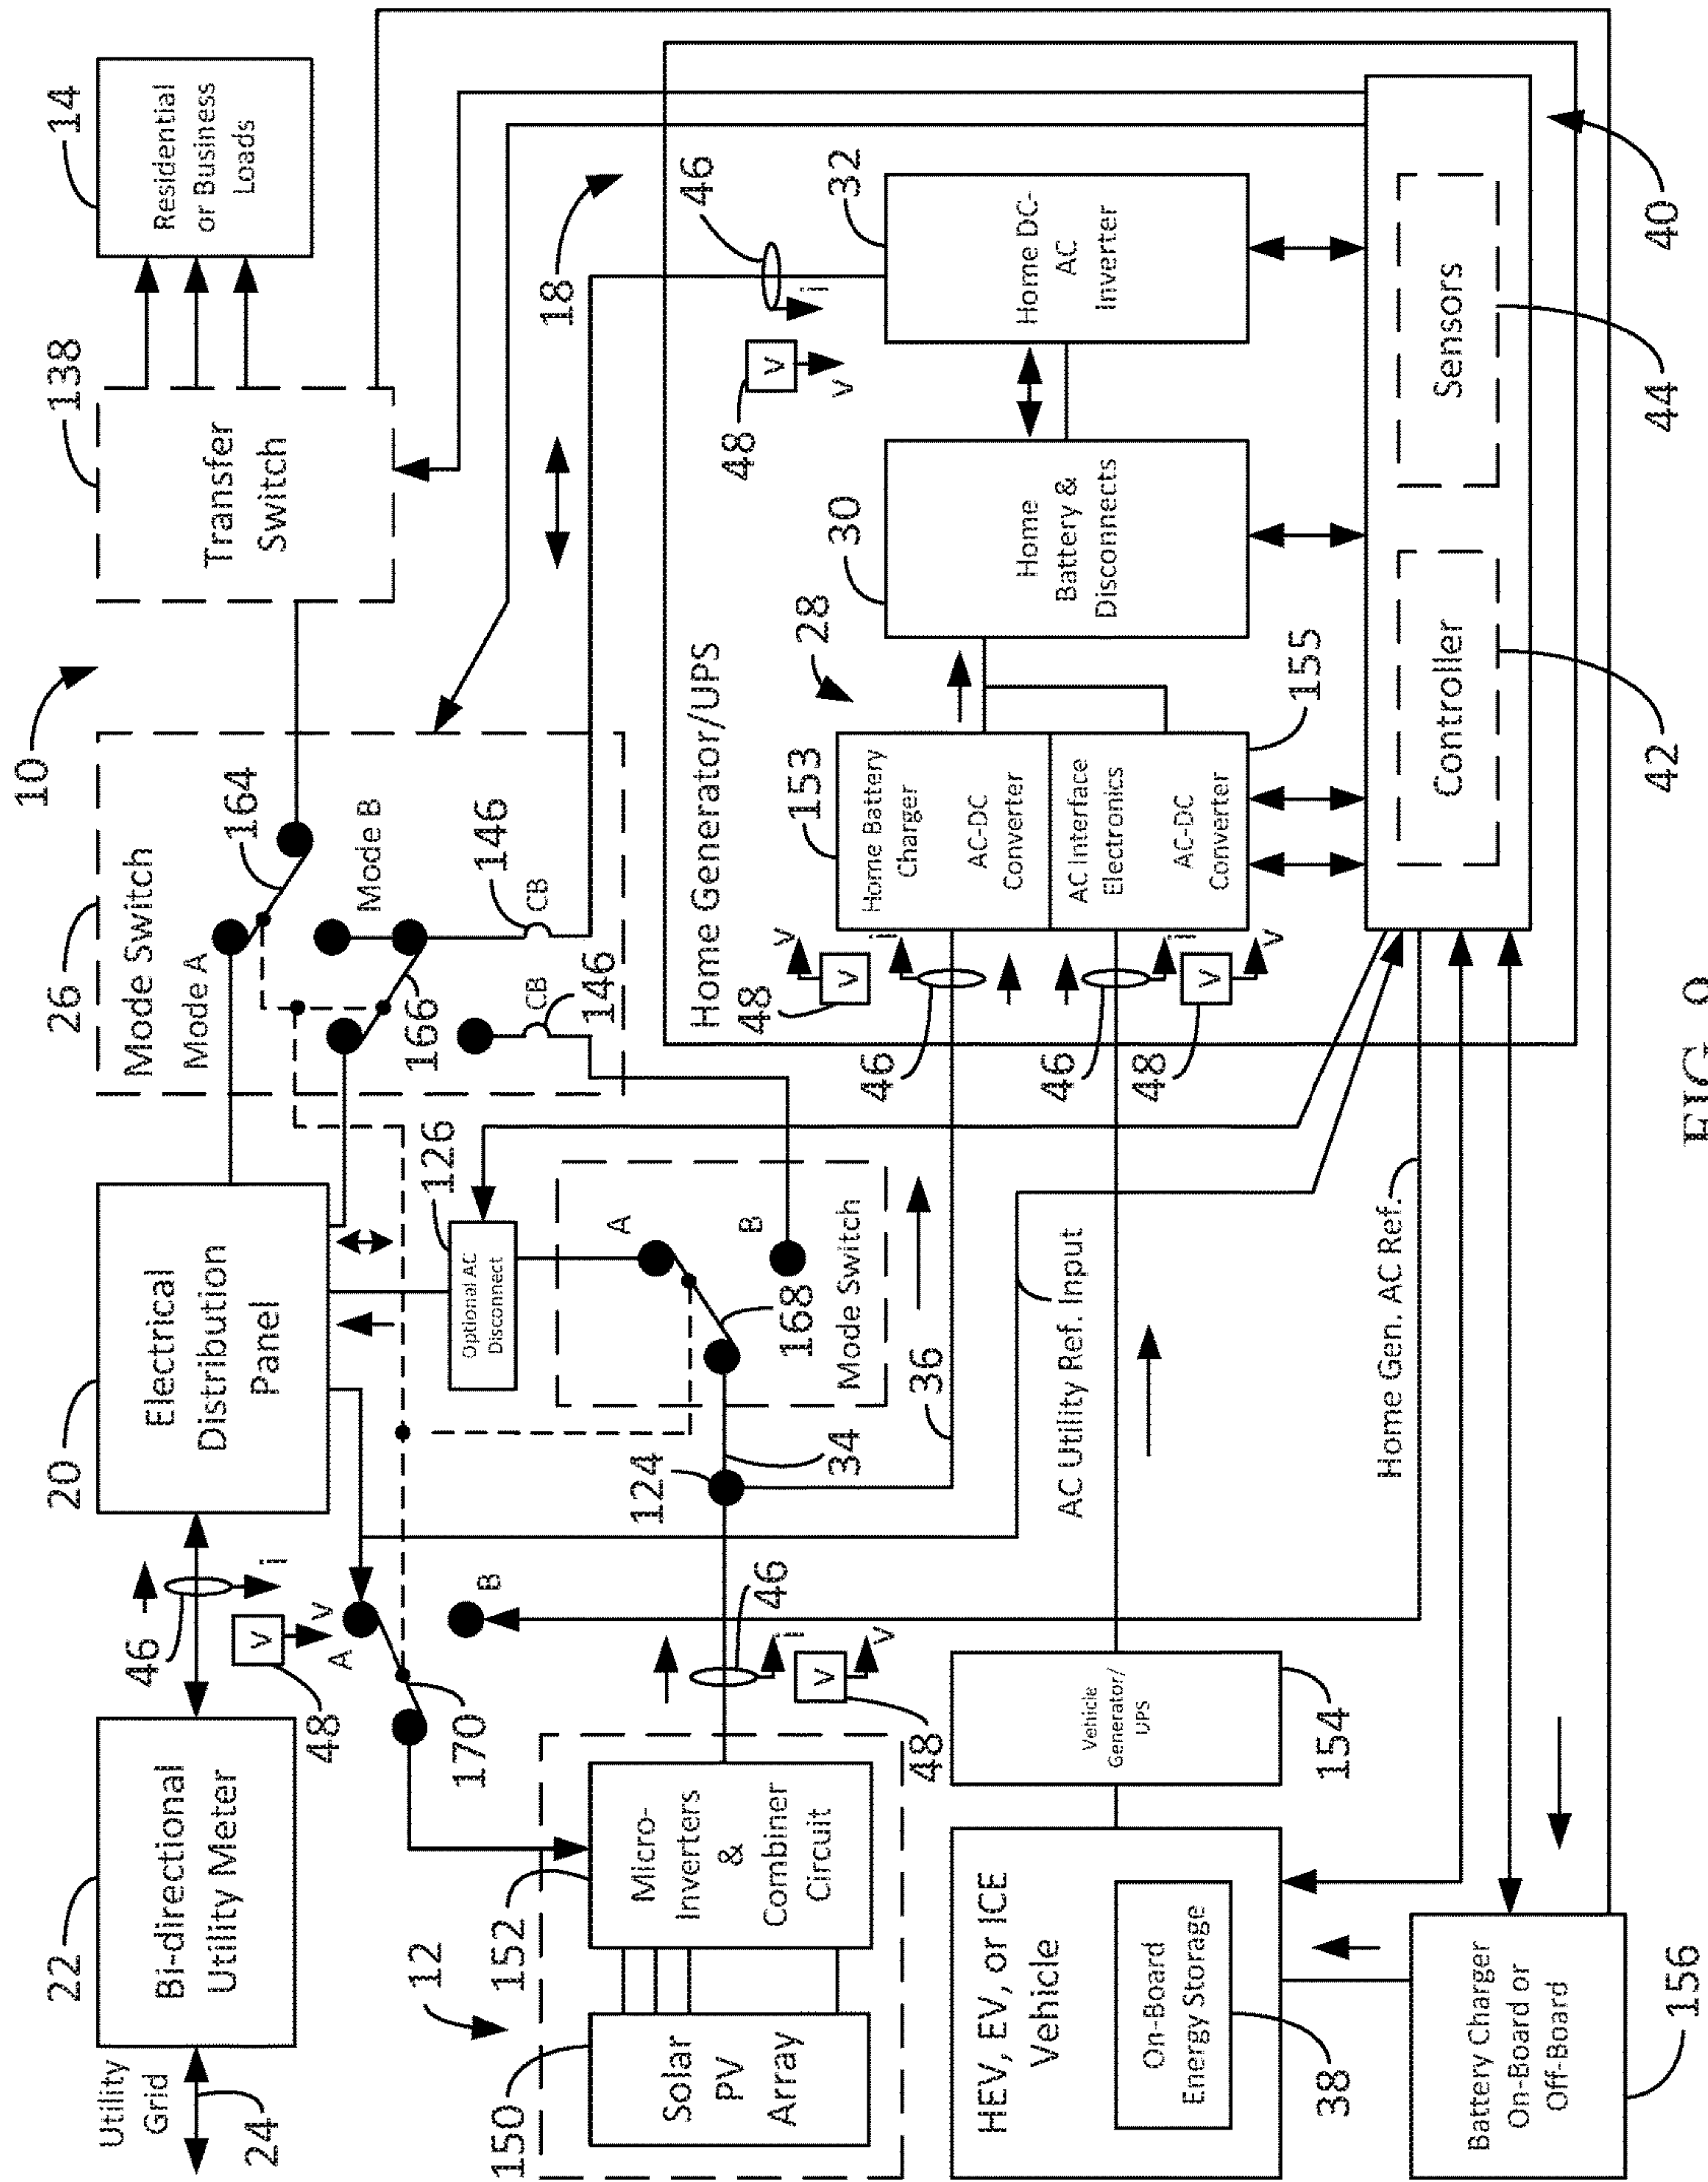 10
Utility
Grid
24
22
Bi-directional
Utility Meter
46
i
48
V
V
20
Electrical
Distribution
Panel
26
Mode Switch
Mode A
164
Mode B
166
146
CB
146
CB
138
Transfer
Switch
14
Residential
or Business
Loads
A
B
170
126
Optional AC
Disconnect
A
B
168
Mode Switch
124
34
36
12
150
Solar
PV
Array
152
Micro-
Inverters
&
Combiner
Circuit
46
i
48
V
V
18
46
i
48
V
V
Home Generator/UPS
28
153
Home Battery
Charger
AC-DC
Converter
AC Interface
Electronics
AC-DC
Converter
155
48
V
V
i
46
46
i
48
V
V
30
Home
Battery &
Disconnects
32
Home DC-
AC
Inverter
Controller
42
Sensors
44
40
HEV, EV, or ICE
Vehicle
On-Board
Energy Storage
38
Vehicle
Generator/
UPS
154
AC Utility Ref. Input
Home Gen. AC Ref.
Battery Charger
On-Board or
Off-Board
156